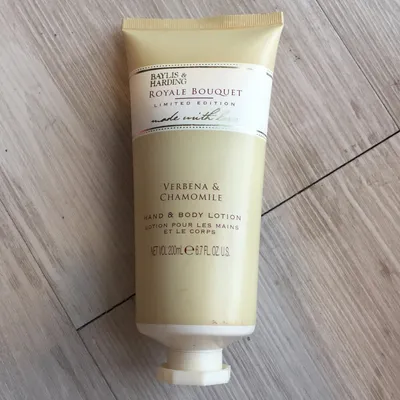 BAYLIS &
HARDING
ROYALE BOUQUET
LIMITED EDITION
made with love
VERBENA &
CHAMOMILE
HAND & BODY LOTION
LOTION POUR LES MAINS
ET LE CORPS
NET VOL 200ml ℮ 6.7 FL. OZ. U.S.